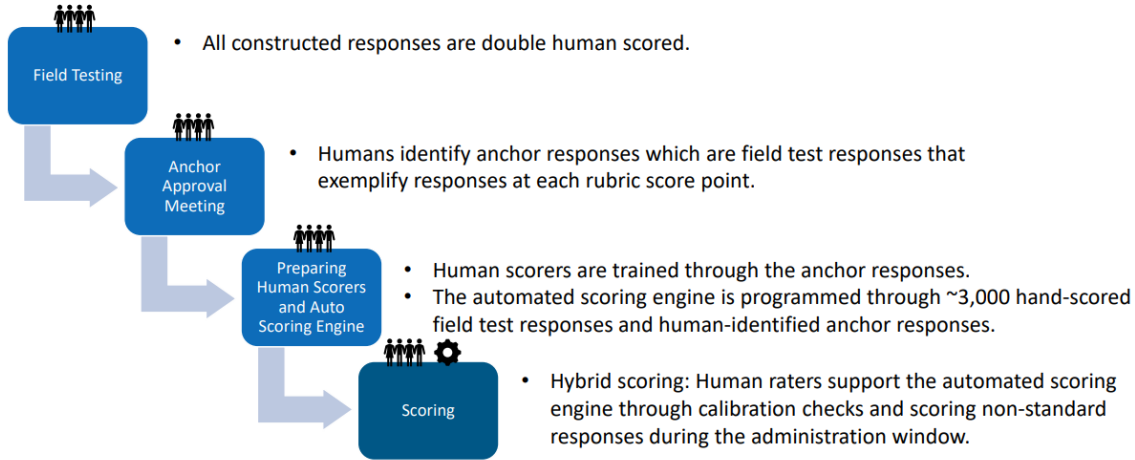 Field Testing
• All constructed responses are double human scored.
Anchor
Approval
Meeting
• Humans identify anchor responses which are field test responses that
exemplify responses at each rubric score point.
Preparing
Human Scorers
and Auto
Scoring Engine
• Human scorers are trained through the anchor responses.
• The automated scoring engine is programmed through ~3,000 hand-scored
field test responses and human-identified anchor responses.
Scoring
• Hybrid scoring: Human raters support the automated scoring
engine through calibration checks and scoring non-standard
responses during the administration window.